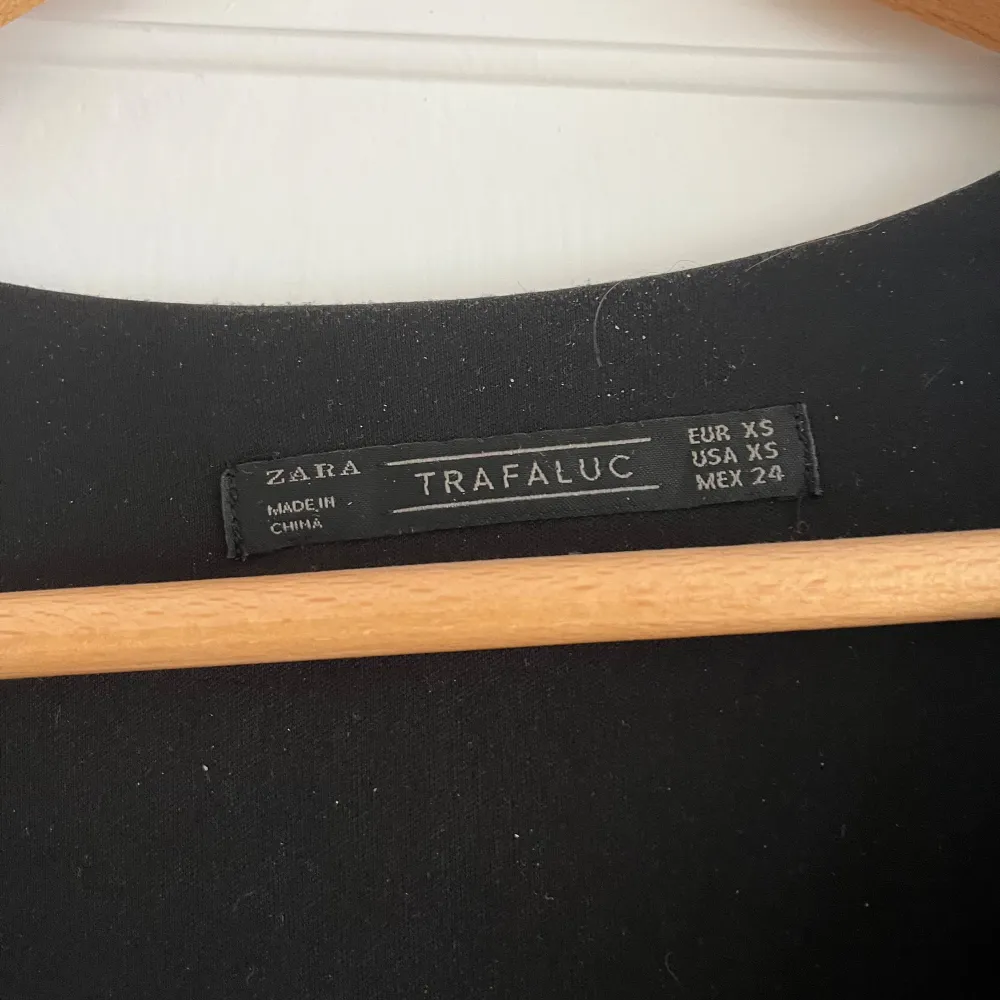 ZARA
MADE IN
CHINA
TRAFALUC
EUR XS
USA XS
MEX 24